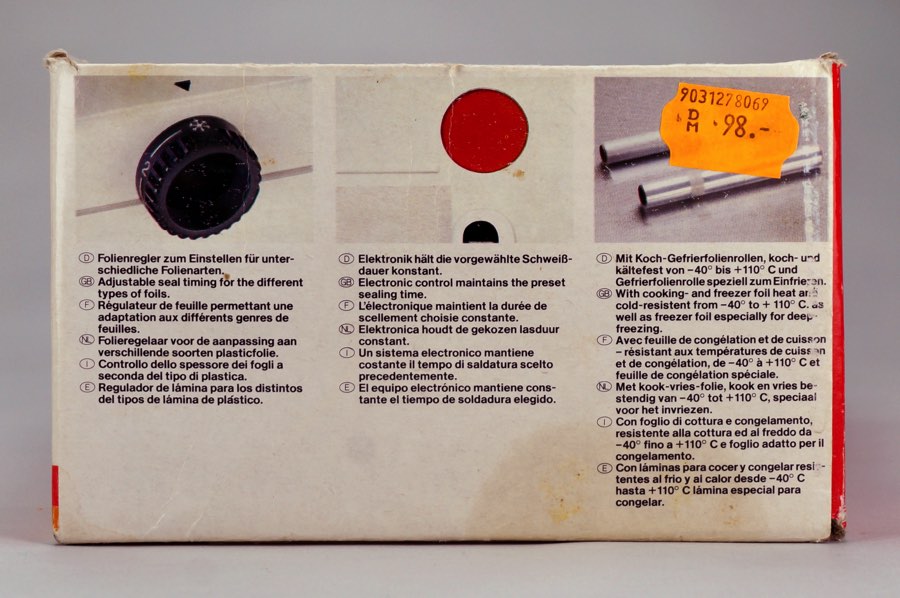 9031278069
DM 98.-
2
D Folienregler zum Einstellen für unter-
schiedliche Folienarten.
GB Adjustable seal timing for the different
types of foils.
F Régulateur de feuille permettant une
adaptation aux différents genres de
feuilles.
NL Folieregelaar voor de aanpassing aan
verschillende soorten plasticfolie.
I Controllo dello spessore dei fogli a
seconda del tipo di plastica.
E Regulador de lámina para los distintos
del tipos de lámina de plástico.
D Elektronik hält die vorgewählte Schweiß-
dauer konstant.
GB Electronic control maintains the preset
sealing time.
F L'électronique maintient la durée de
scellement choisie constante.
NL Elektronica houdt de gekozen lasduur
constant.
I Un sistema electronico mantiene
costante il tempo di saldatura scelto
precedentemente.
E El equipo electrónico mantiene cons-
tante el tiempo de soldadura elegido.
D Mit Koch-Gefrierfolienrollen, koch- und
kältefest von -40° bis +110° C und
Gefrierfolienrolle speziell zum Einfrieren.
GB With cooking- and freezer foil heat and
cold-resistant from -40° to + 110° C. as
well as freezer foil especially for deep-
freezing.
F Avec feuille de congélation et de cuisson
– résistant aux températures de cuisson
et de congélation, de -40° à +110° C et
feuille de congélation spéciale.
NL Met kook-vries-folie, kook en vries be-
stendig van -40° tot +110° C, speciaal
voor het invriezen.
I Con foglio di cottura e congelamento,
resistente alla cottura ed al freddo da
-40° fino a +110° C e foglio adatto per il
congelamento.
E Con láminas para cocer y congelar resis-
tentes al frio y al calor desde -40° C
hasta +110° C lámina especial para
congelar.